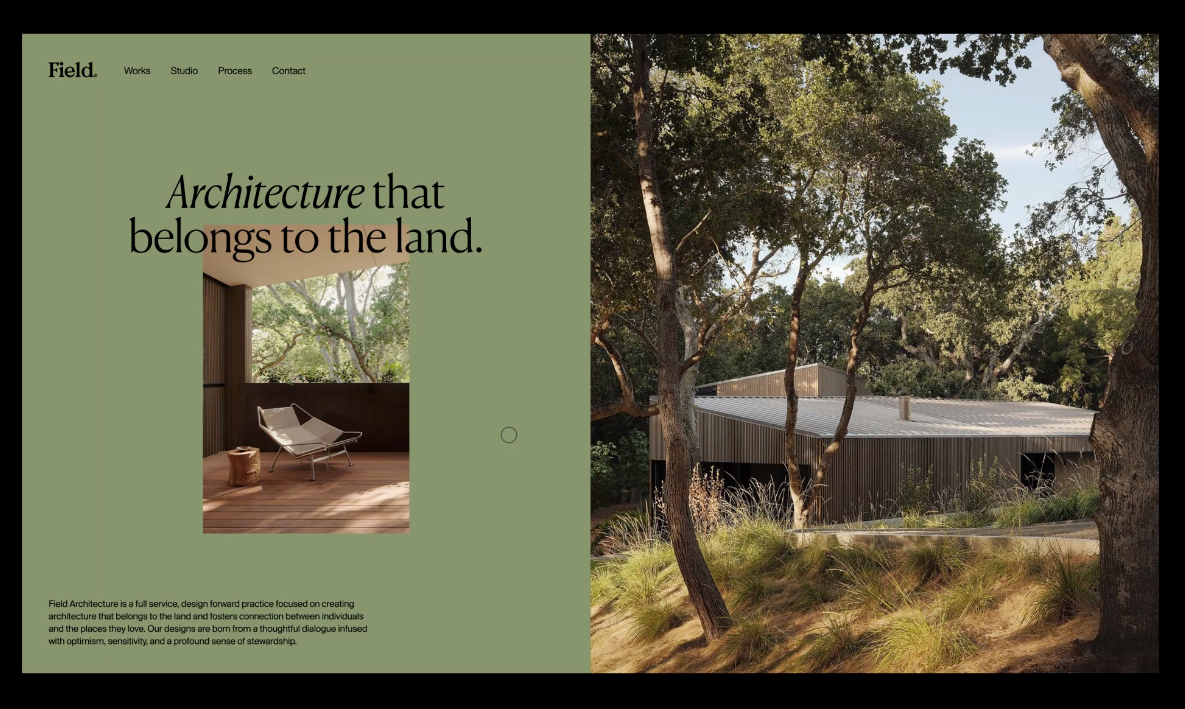 Field.
Works
Studio
Process
Contact
Architecture that
belongs to the land.
Field Architecture is a full service, design forward practice focused on creating
architecture that belongs to the land and fosters connection between individuals
and the places they love. Our designs are born from a thoughtful dialogue infused
with optimism, sensitivity, and a profound sense of stewardship.